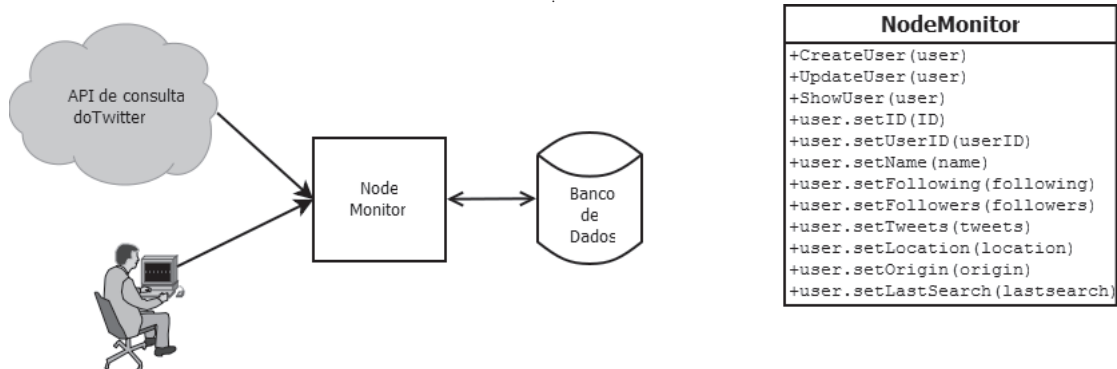 API de consulta
doTwitter
Node
Monitor
Banco
de
Dados
NodeMonitor
+CreateUser(user)
+UpdateUser(user)
+ShowUser(user)
+user.setID(ID)
+user.setUserID(userID)
+user.setName(name)
+user.setFollowing(following)
+user.setFollowers(followers)
+user.setTweets(tweets)
+user.setLocation(location)
+user.setOrigin(origin)
+user.setLastSearch(lastsearch)